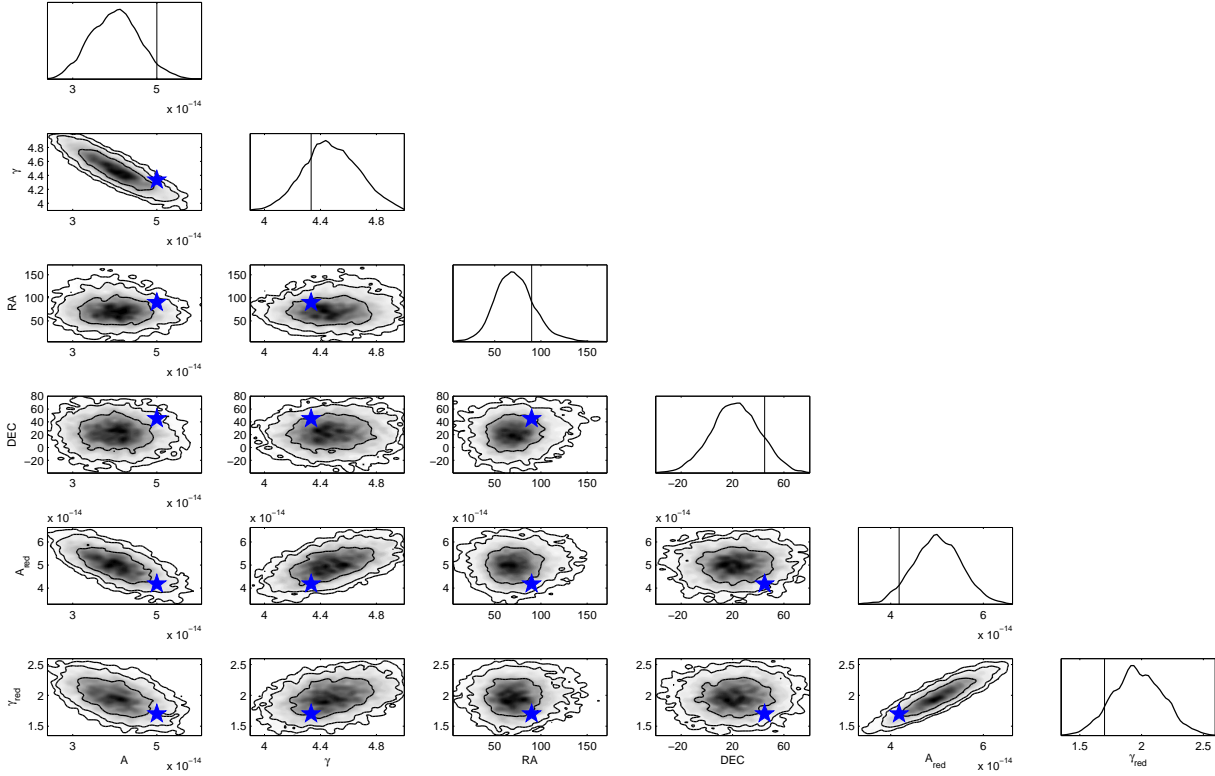 3 5
x 10⁻¹⁴
γ
4.8
4.6
4.4
4.2
4
3 5
x 10⁻¹⁴
4 4.4 4.8
RA
150
100
50
3 5
x 10⁻¹⁴
4 4.4 4.8
50 100 150
DEC
80
60
40
20
0
−20
3 5
x 10⁻¹⁴
4 4.4 4.8
50 100 150
−20 20 60
x 10⁻¹⁴ x 10⁻¹⁴ x 10⁻¹⁴ x 10⁻¹⁴
A_red
6
5
4
3 5
x 10⁻¹⁴
4 4.4 4.8
50 100 150
−20 20 60
4 6
x 10⁻¹⁴
γ_red
2.5
2
1.5
3 5
x 10⁻¹⁴
4 4.4 4.8
50 100 150
−20 20 60
4 6
x 10⁻¹⁴
1.5 2 2.5
A γ RA DEC A_red γ_red